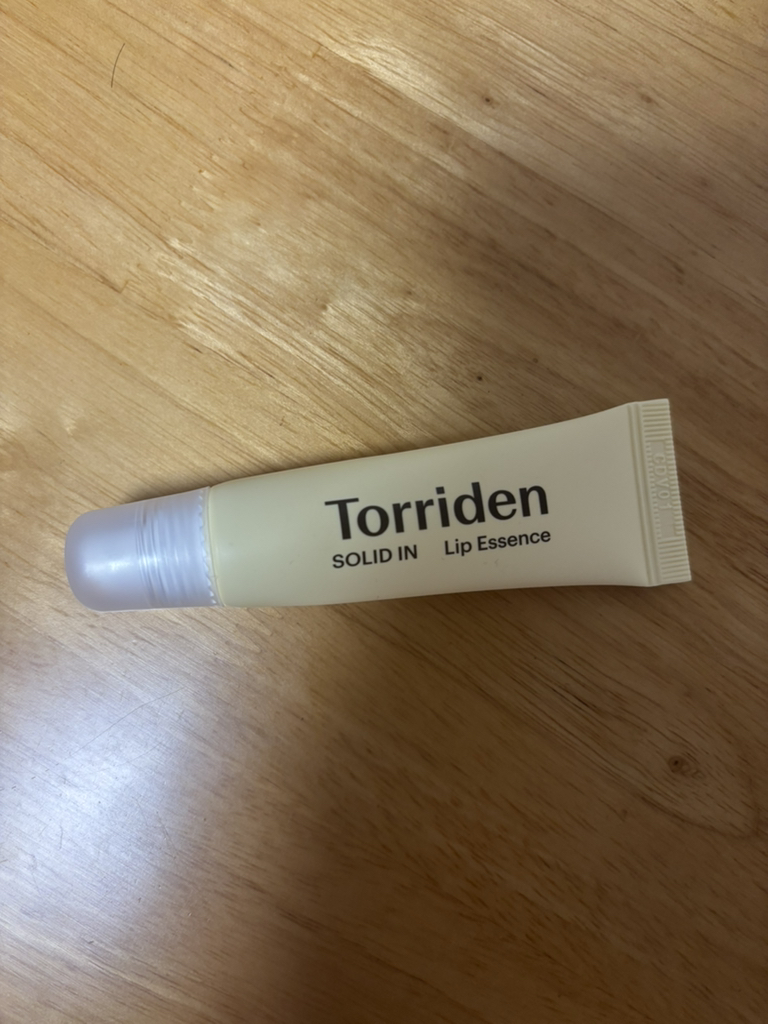 Torriden
SOLID IN Lip Essence